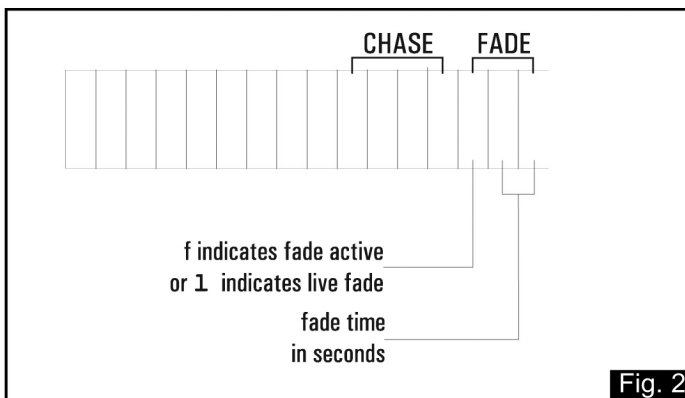 CHASE FADE
f indicates fade active
or l indicates live fade
fade time
in seconds
Fig. 2